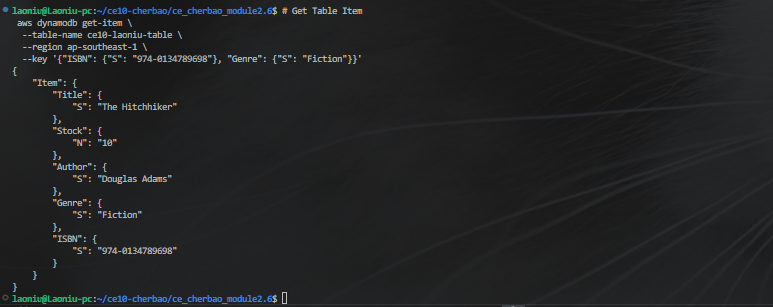 laoniu@Laoniu-pc:~/ce10-cherbao/ce_cherbao_module2.6$ # Get Table Item
aws dynamodb get-item \
--table-name ce10-laoniu-table \
--region ap-southeast-1 \
--key '{"ISBN": {"S": "974-0134789698"}, "Genre": {"S": "Fiction"}}'
{
    "Item": {
        "Title": {
            "S": "The Hitchhiker"
        },
        "Stock": {
            "N": "10"
        },
        "Author": {
            "S": "Douglas Adams"
        },
        "Genre": {
            "S": "Fiction"
        },
        "ISBN": {
            "S": "974-0134789698"
        }
    }
}
laoniu@Laoniu-pc:~/ce10-cherbao/ce_cherbao_module2.6$